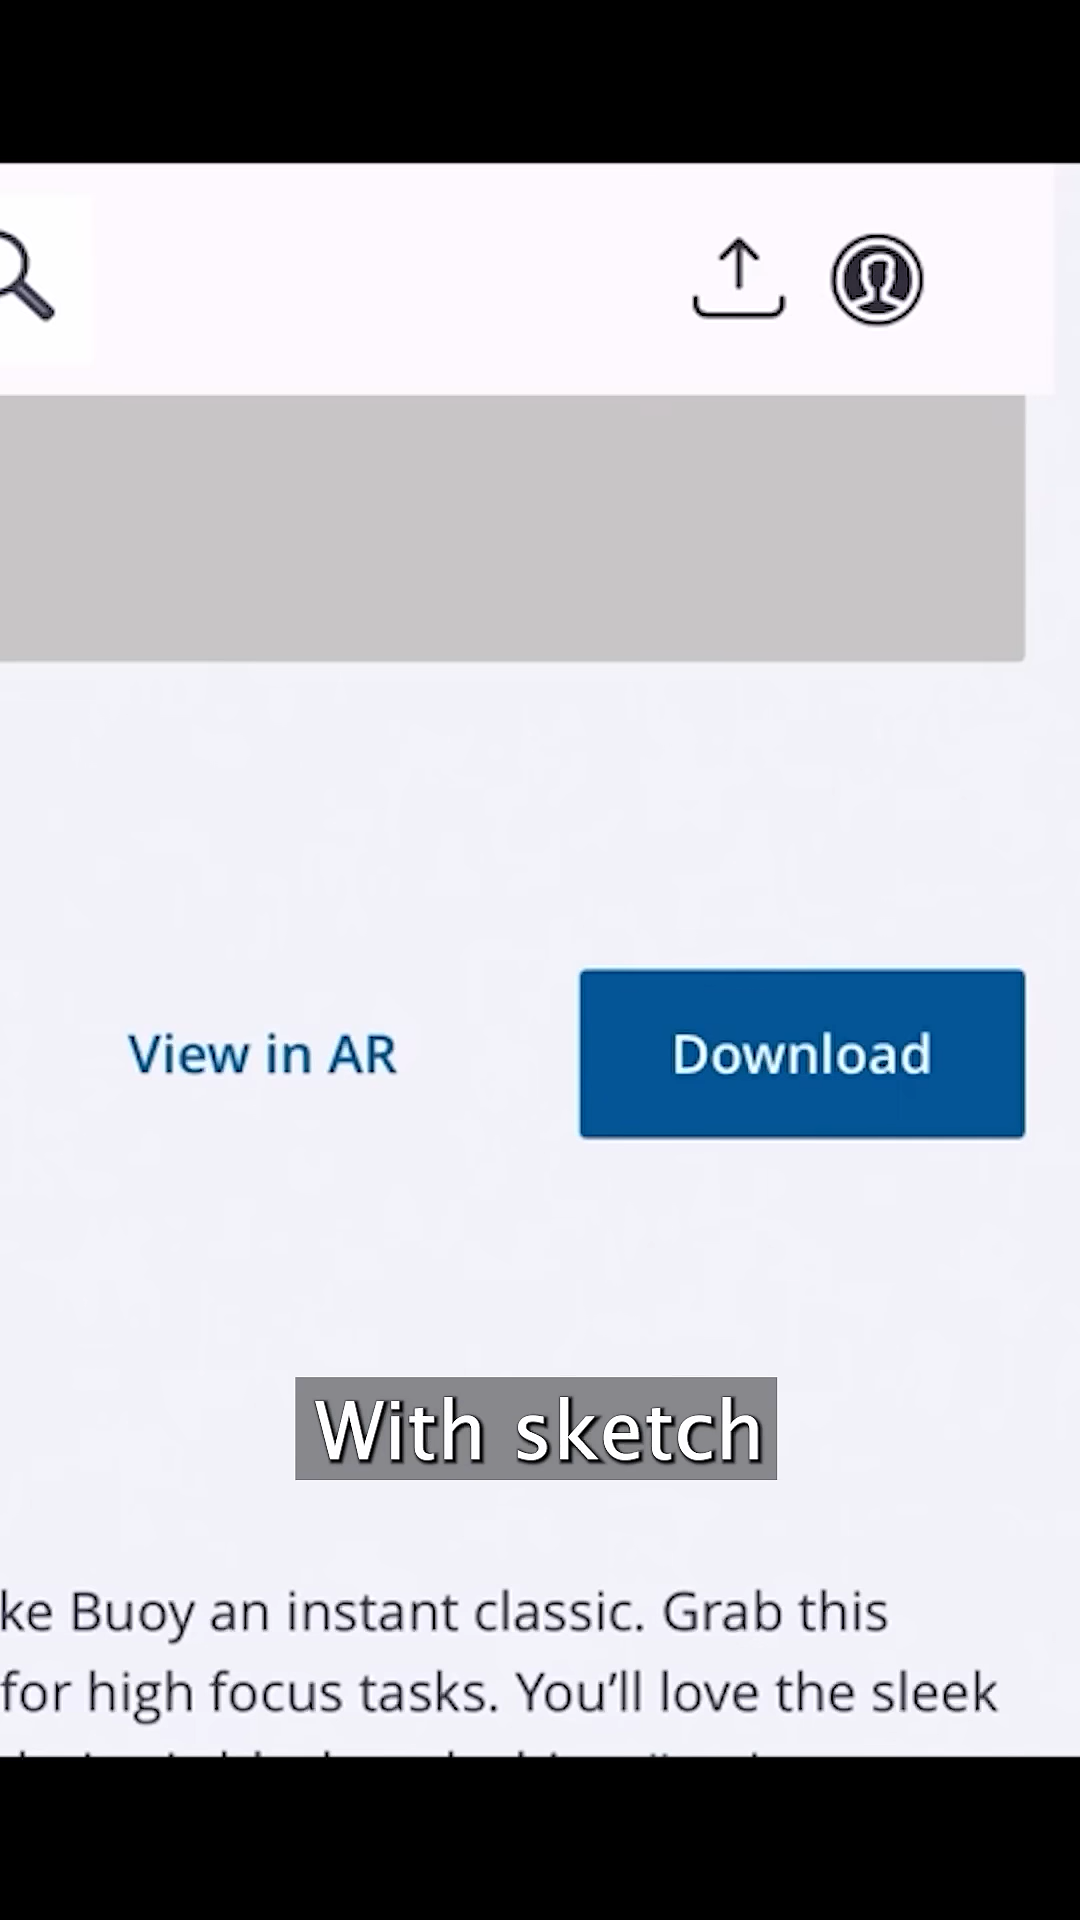 View in AR
Download
With sketch
ke Buoy an instant classic. Grab this
for high focus tasks. You’ll love the sleek